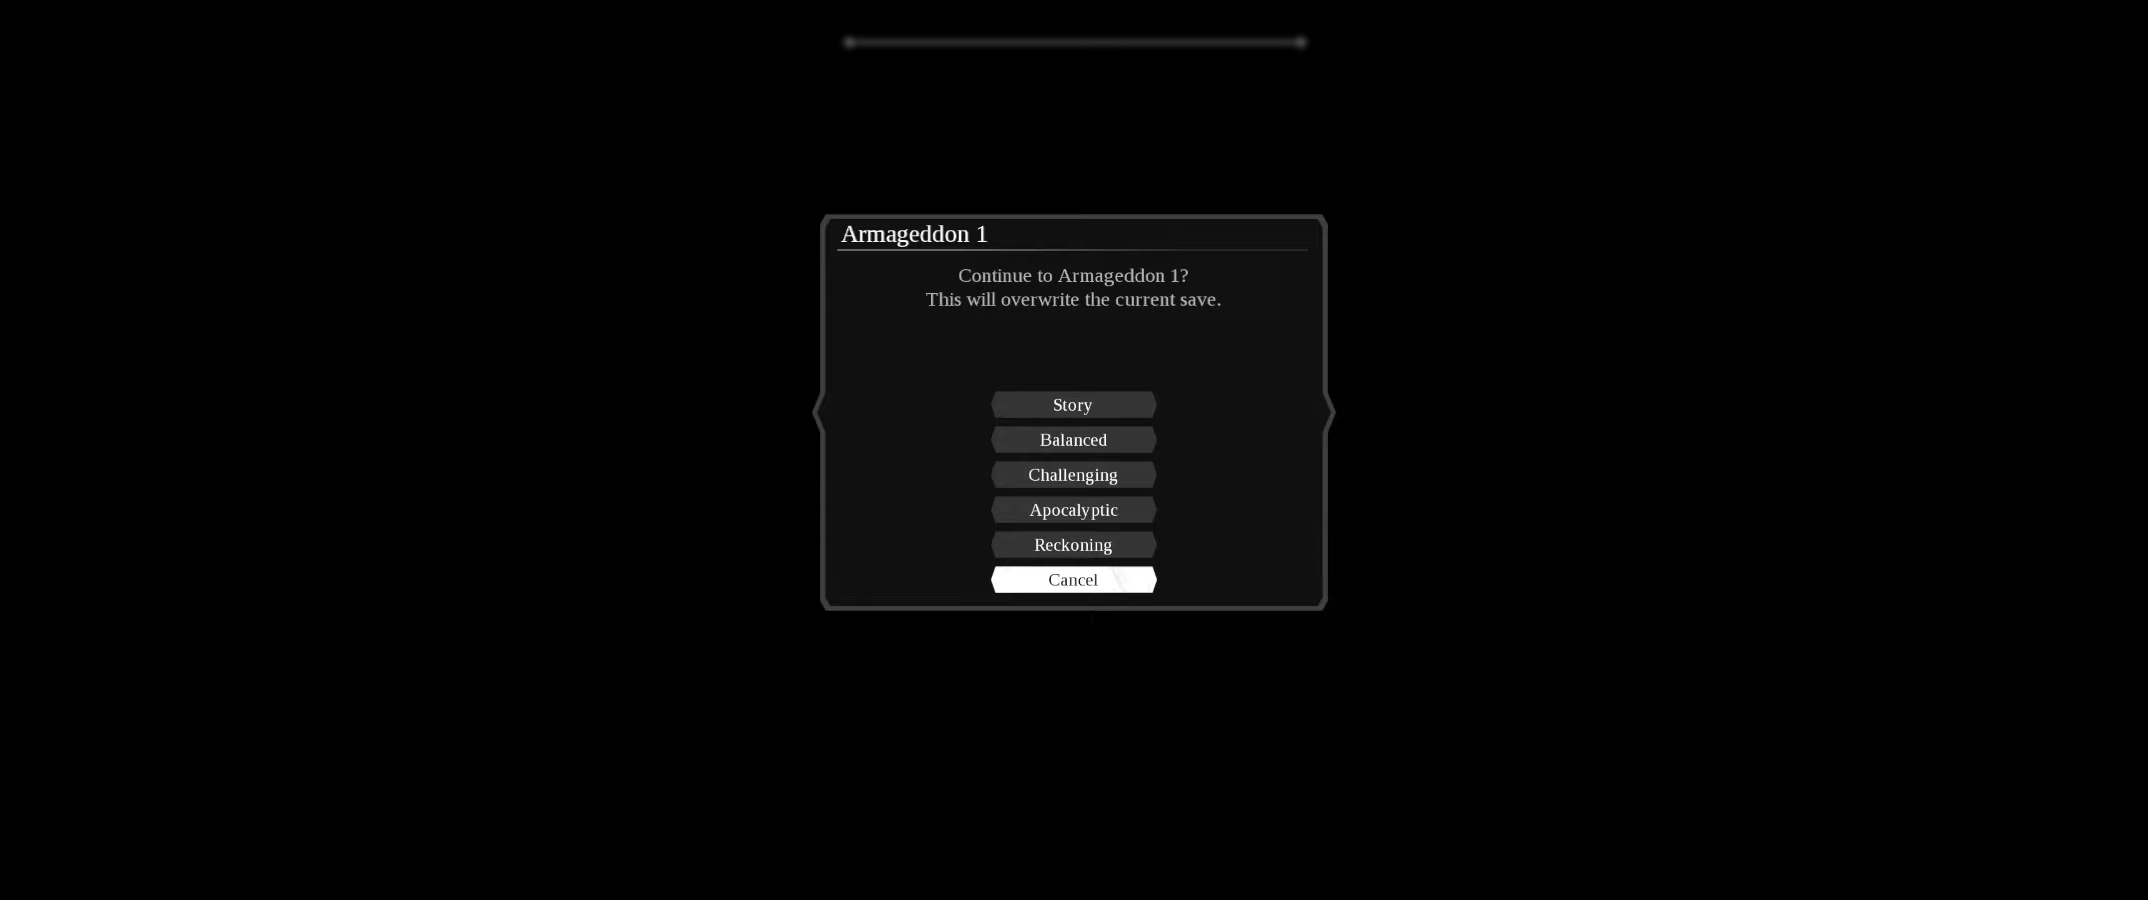 Armageddon 1
Continue to Armageddon 1?
This will overwrite the current save.
Story
Balanced
Challenging
Apocalyptic
Reckoning
Cancel